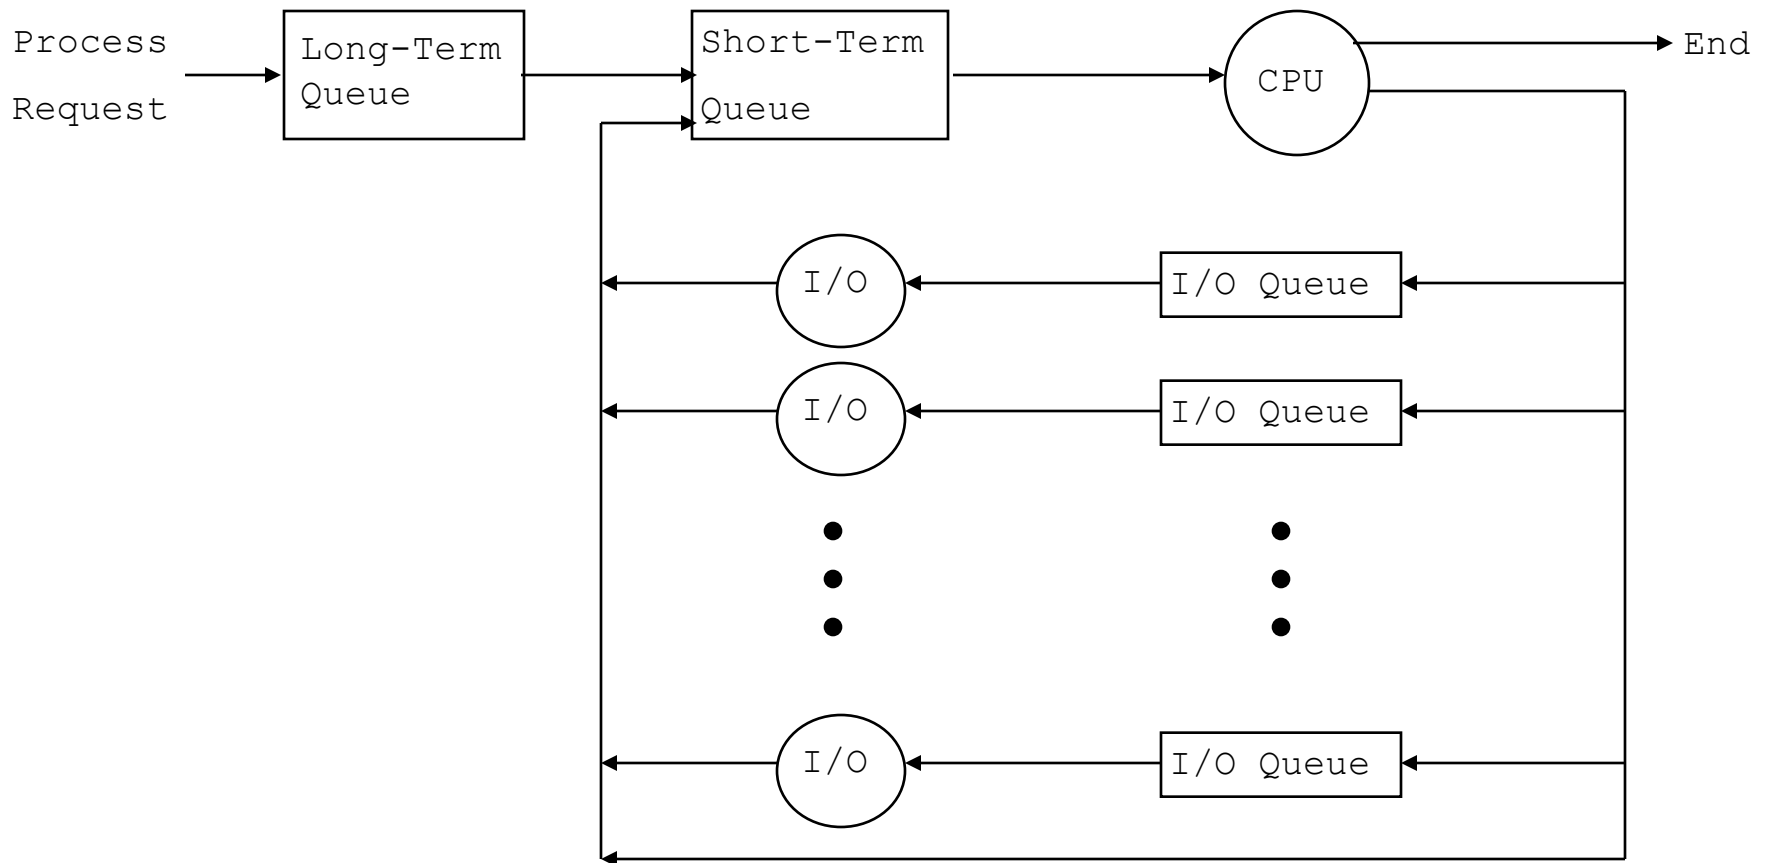 Process
Request
Long-Term
Queue
Short-Term
Queue
CPU
End
I/O
I/O Queue
I/O
I/O Queue
I/O
I/O Queue